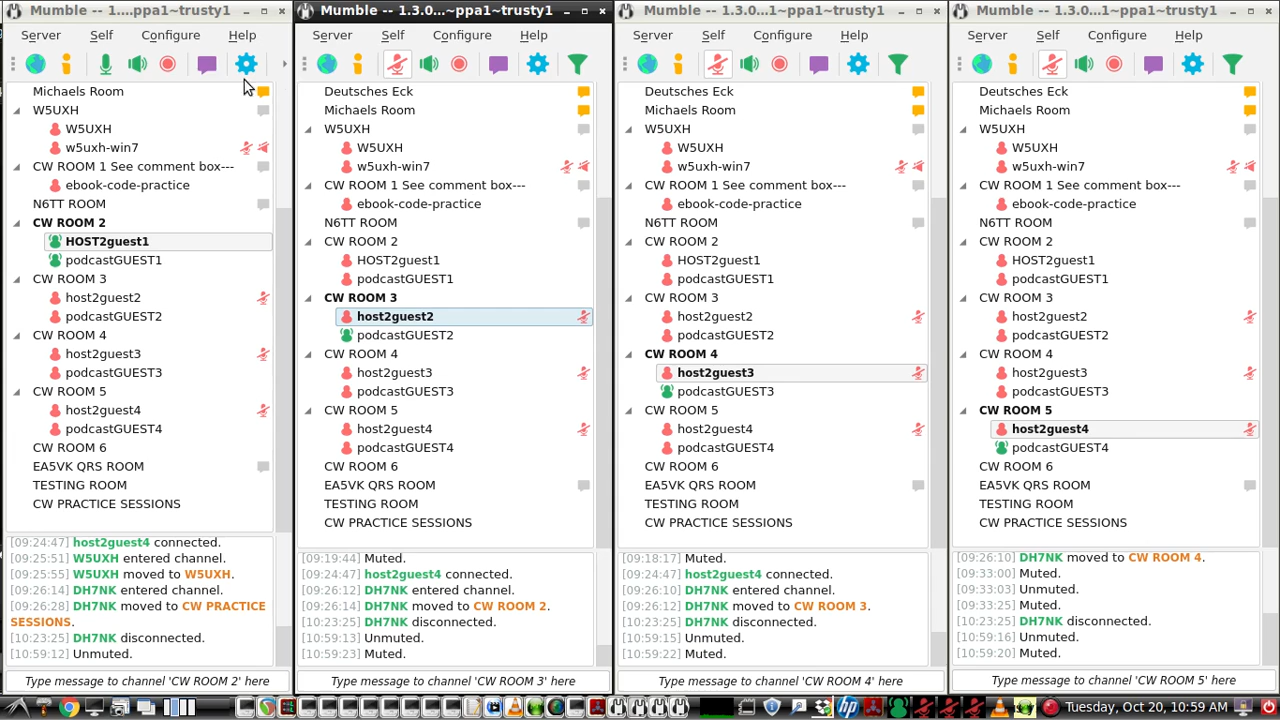 Mumble -- 1....ppa1~trusty1
Server Self Configure Help
Michaels Room
W5UXH
W5UXH
w5uxh-win7
CW ROOM 1 See comment box---
ebook-code-practice
N6TT ROOM
CW ROOM 2
HOST2guest1
podcastGUEST1
CW ROOM 3
host2guest2
podcastGUEST2
CW ROOM 4
host2guest3
podcastGUEST3
CW ROOM 5
host2guest4
podcastGUEST4
CW ROOM 6
EA5VK QRS ROOM
TESTING ROOM
CW PRACTICE SESSIONS
[09:24:47] host2guest4 connected.
[09:25:51] W5UXH entered channel.
[09:25:55] W5UXH moved to W5UXH.
[09:26:14] DH7NK entered channel.
[09:26:28] DH7NK moved to CW PRACTICE
SESSIONS.
[10:23:25] DH7NK disconnected.
[10:59:12] Unmuted.
Type message to channel 'CW ROOM 2' here
Mumble -- 1.3.0...~ppa1~trusty1
Server Self Configure Help
Deutsches Eck
Michaels Room
W5UXH
W5UXH
w5uxh-win7
CW ROOM 1 See comment box---
ebook-code-practice
N6TT ROOM
CW ROOM 2
HOST2guest1
podcastGUEST1
CW ROOM 3
host2guest2
podcastGUEST2
CW ROOM 4
host2guest3
podcastGUEST3
CW ROOM 5
host2guest4
podcastGUEST4
CW ROOM 6
EA5VK QRS ROOM
TESTING ROOM
CW PRACTICE SESSIONS
[09:19:44] Muted.
[09:24:47] host2guest4 connected.
[09:26:12] DH7NK entered channel.
[09:26:14] DH7NK moved to CW ROOM 2.
[10:23:25] DH7NK disconnected.
[10:59:13] Unmuted.
[10:59:23] Muted.
Type message to channel 'CW ROOM 3' here
Mumble -- 1.3.0...1~ppa1~trusty1
Server Self Configure Help
Deutsches Eck
Michaels Room
W5UXH
W5UXH
w5uxh-win7
CW ROOM 1 See comment box---
ebook-code-practice
N6TT ROOM
CW ROOM 2
HOST2guest1
podcastGUEST1
CW ROOM 3
host2guest2
podcastGUEST2
CW ROOM 4
host2guest3
podcastGUEST3
CW ROOM 5
host2guest4
podcastGUEST4
CW ROOM 6
EA5VK QRS ROOM
TESTING ROOM
CW PRACTICE SESSIONS
[09:18:17] Muted.
[09:24:47] host2guest4 connected.
[09:26:10] DH7NK entered channel.
[09:26:12] DH7NK moved to CW ROOM 3.
[10:23:25] DH7NK disconnected.
[10:59:15] Unmuted.
[10:59:22] Muted.
Type message to channel 'CW ROOM 4' here
Mumble -- 1.3.0...1~ppa1~trusty1
Server Self Configure Help
Deutsches Eck
Michaels Room
W5UXH
W5UXH
w5uxh-win7
CW ROOM 1 See comment box---
ebook-code-practice
N6TT ROOM
CW ROOM 2
HOST2guest1
podcastGUEST1
CW ROOM 3
host2guest2
podcastGUEST2
CW ROOM 4
host2guest3
podcastGUEST3
CW ROOM 5
host2guest4
podcastGUEST4
CW ROOM 6
EA5VK QRS ROOM
TESTING ROOM
CW PRACTICE SESSIONS
[09:26:10] DH7NK moved to CW ROOM 4.
[09:33:00] Muted.
[09:33:03] Unmuted.
[09:33:25] Muted.
[10:23:25] DH7NK disconnected.
[10:59:16] Unmuted.
[10:59:20] Muted.
Type message to channel 'CW ROOM 5' here
Tuesday, Oct 20, 10:59 AM